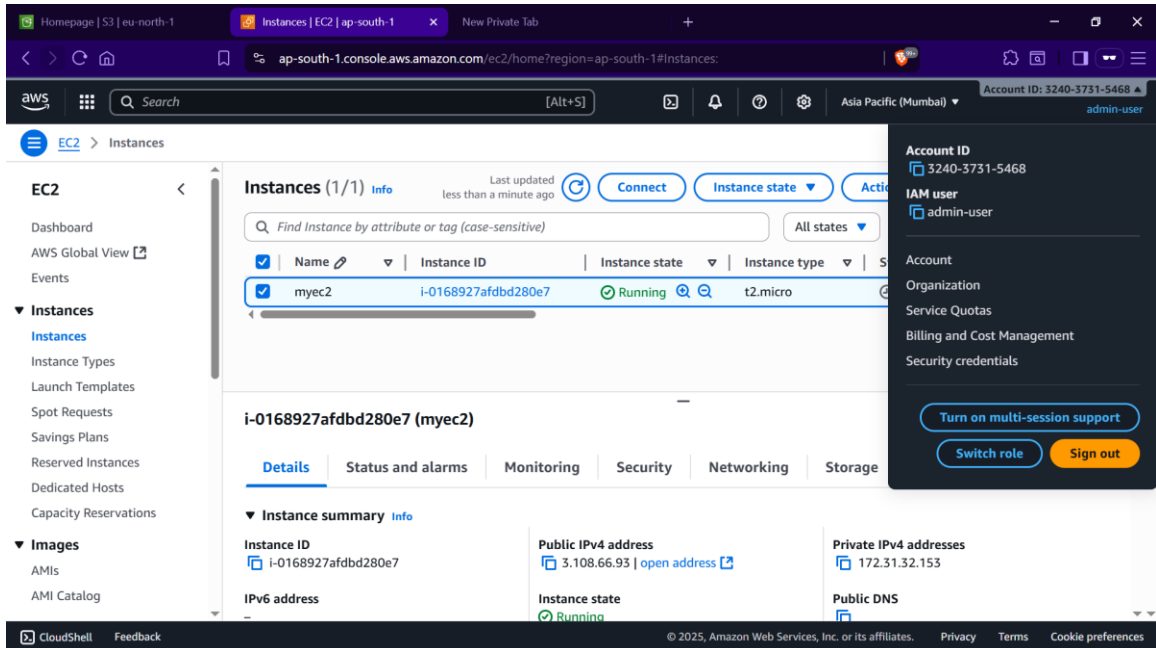 Homepage | S3 | eu-north-1
Instances | EC2 | ap-south-1
New Private Tab
ap-south-1.console.aws.amazon.com/ec2/home?region=ap-south-1#Instances:
99+
aws
Search [Alt+S]
Asia Pacific (Mumbai)
Account ID: 3240-3731-5468
admin-user
EC2 > Instances
EC2
Dashboard
AWS Global View
Events
Instances
Instances
Instance Types
Launch Templates
Spot Requests
Savings Plans
Reserved Instances
Dedicated Hosts
Capacity Reservations
Images
AMIs
AMI Catalog
Instances (1/1) Info
Last updated
less than a minute ago
Connect
Instance state
Acti
Find Instance by attribute or tag (case-sensitive)
All states
Name Instance ID Instance state Instance type S
myec2 i-0168927afdbd280e7 Running t2.micro
i-0168927afdbd280e7 (myec2)
Details Status and alarms Monitoring Security Networking Storage
Instance summary Info
Instance ID
i-0168927afdbd280e7
Public IPv4 address
3.108.66.93 | open address
Private IPv4 addresses
172.31.32.153
IPv6 address
–
Instance state
Running
Public DNS
Account ID
3240-3731-5468
IAM user
admin-user
Account
Organization
Service Quotas
Billing and Cost Management
Security credentials
Turn on multi-session support
Switch role
Sign out
CloudShell Feedback
© 2025, Amazon Web Services, Inc. or its affiliates. Privacy Terms Cookie preferences